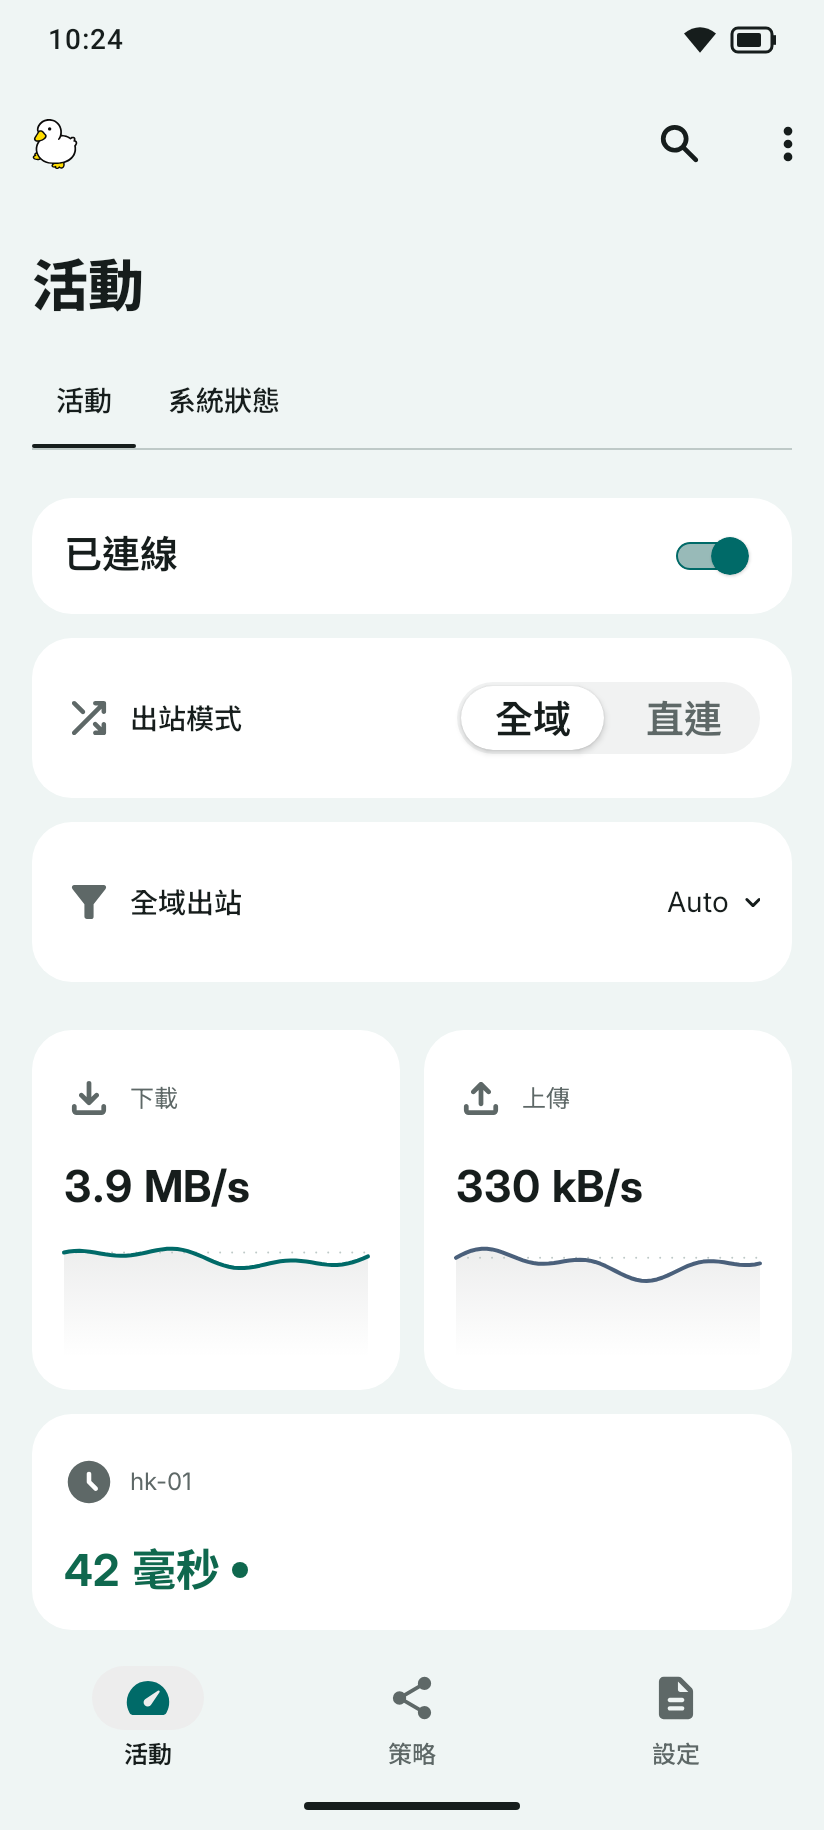 10:24
活動
活動 系統狀態
已連線
出站模式 全域 直連
全域出站 Auto
下載 上傳
3.9 MB/s 330 kB/s
hk-01
42 毫秒
活動 策略 設定